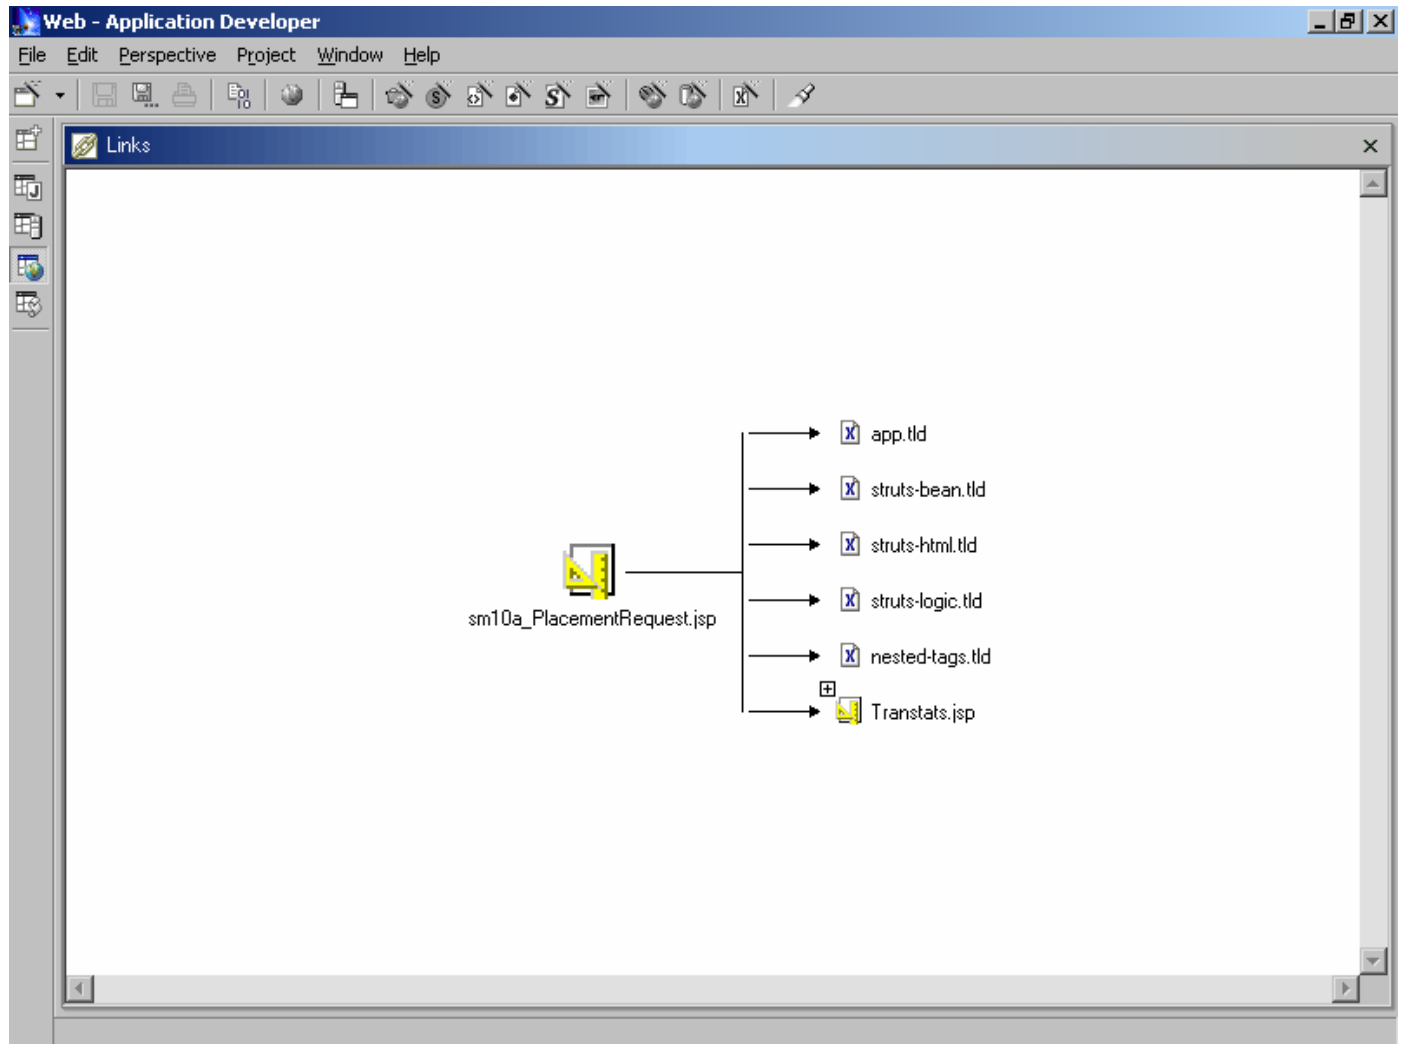 Web - Application Developer
File Edit Perspective Project Window Help
Links
app.tld
struts-bean.tld
struts-html.tld
sm10a_PlacementRequest.jsp
struts-logic.tld
nested-tags.tld
Transtats.jsp